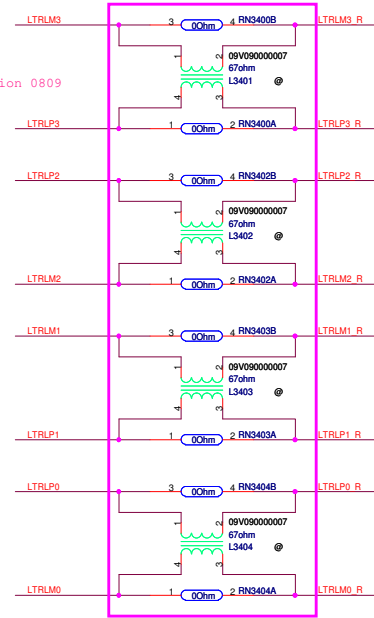 LTRLM3 3 0Ohm 4 RN3400B LTRLM3_R
1 2 09V090000007
67ohm
L3401 @
4 3
ion 0809
LTRLP3 1 0Ohm 2 RN3400A LTRLP3_R
LTRLP2 3 0Ohm 4 RN3402B LTRLP2_R
1 2 09V090000007
67ohm
L3402 @
4 3
LTRLM2 1 0Ohm 2 RN3402A LTRLM2_R
LTRLM1 3 0Ohm 4 RN3403B LTRLM1_R
1 2 09V090000007
67ohm
L3403 @
4 3
LTRLP1 1 0Ohm 2 RN3403A LTRLP1_R
LTRLP0 3 0Ohm 4 RN3404B LTRLP0_R
1 2 09V090000007
67ohm
L3404 @
4 3
LTRLM0 1 0Ohm 2 RN3404A LTRLM0_R